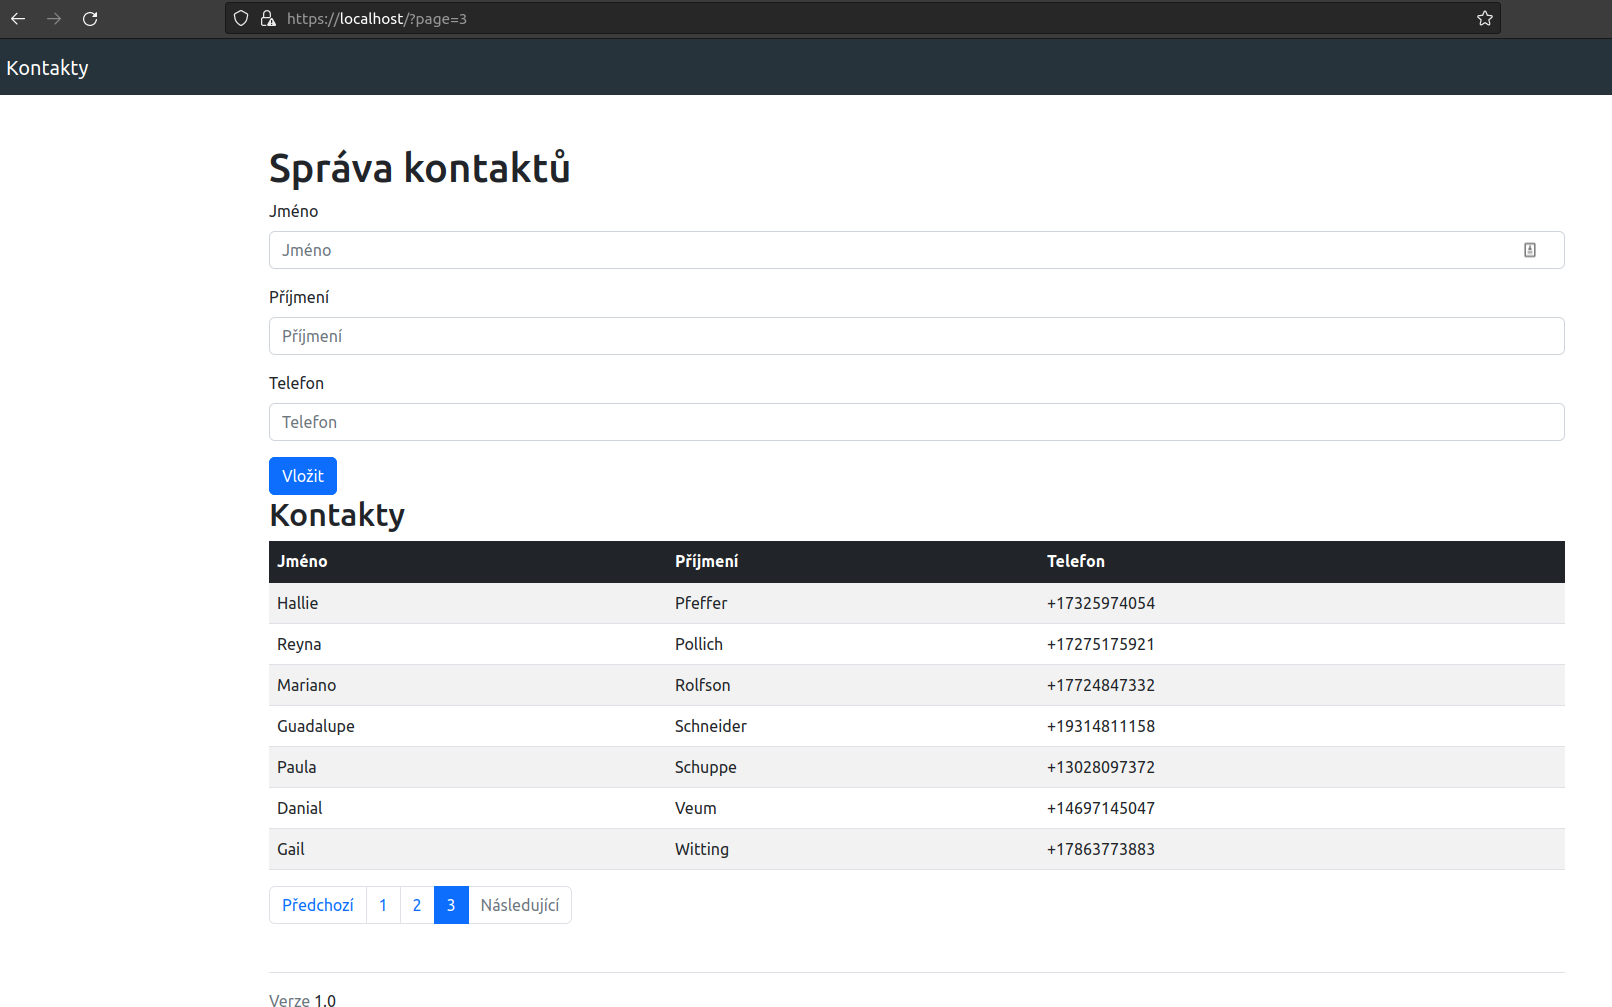 https://localhost/?page=3
Kontakty
Správa kontaktů
Jméno
Jméno
Příjmení
Příjmení
Telefon
Telefon
Vložit
Kontakty
Jméno Příjmení Telefon
Hallie Pfeffer +17325974054
Reyna Pollich +17275175921
Mariano Rolfson +17724847332
Guadalupe Schneider +19314811158
Paula Schuppe +13028097372
Danial Veum +14697145047
Gail Witting +17863773883
Předchozí 1 2 3 Následující
Verze 1.0